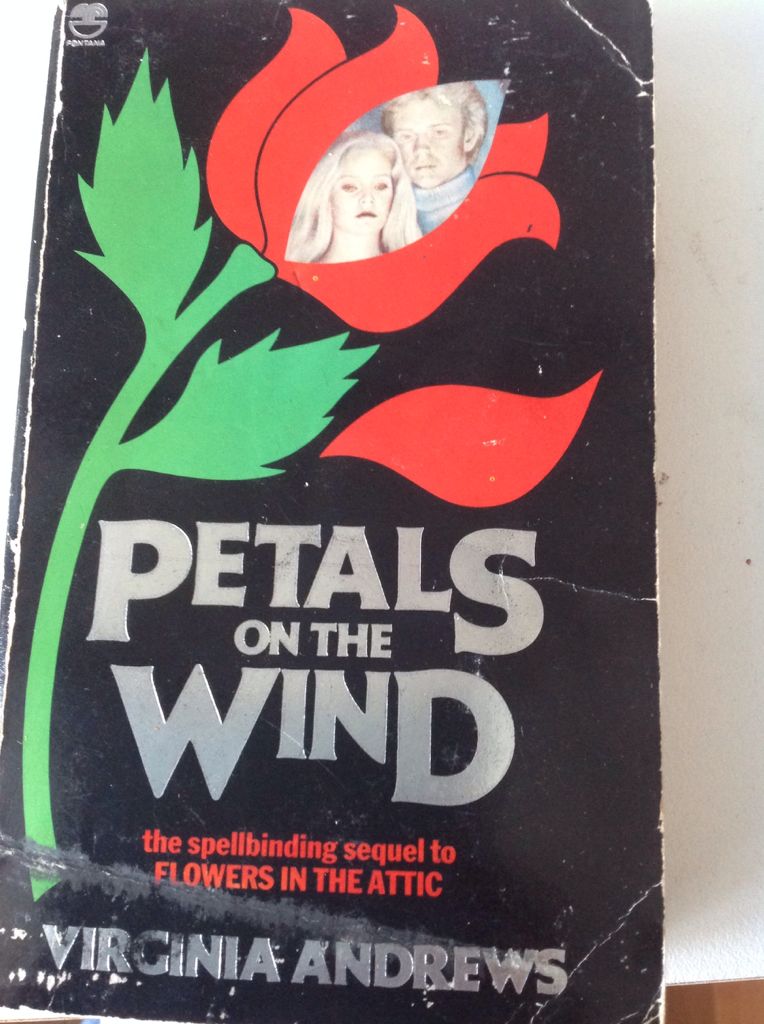 FONTANA
PETALS
ON THE
WIND
the spellbinding sequel to
FLOWERS IN THE ATTIC
VIRGINIA ANDREWS